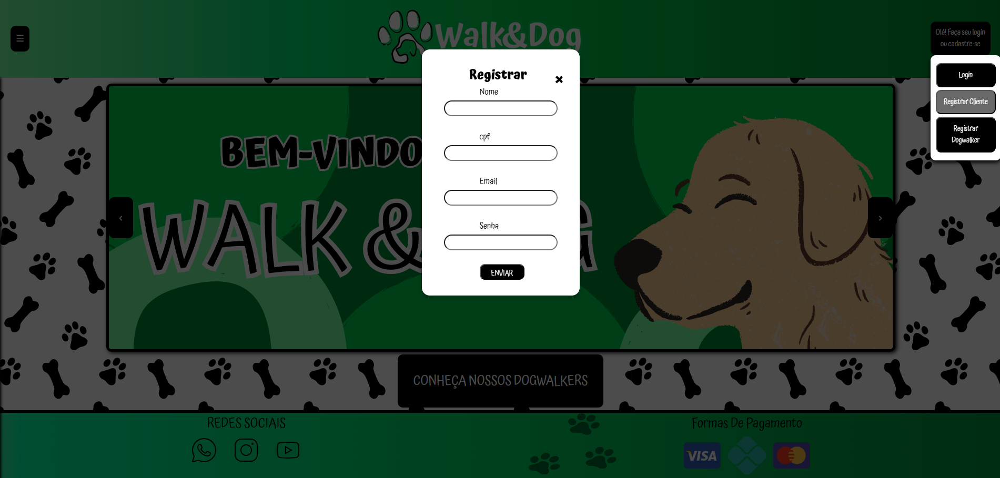 ☰
Walk&Dog
Olá! Faça seu login
ou cadastre-se
Login
Registrar Cliente
Registrar
Dogwalker
Registrar
Nome
cpf
Email
Senha
ENVIAR
BEM-VINDO
WALK & G
CONHEÇA NOSSOS DOGWALKERS
REDES SOCIAIS
Formas De Pagamento
VISA